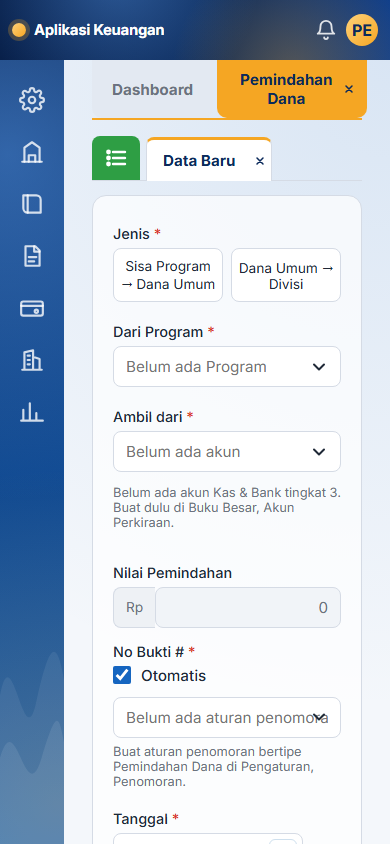 Aplikasi Keuangan
PE
Dashboard
Pemindahan
Dana
×
Data Baru
×
Jenis *
Sisa Program
→ Dana Umum
Dana Umum →
Divisi
Dari Program *
Belum ada Program
Ambil dari *
Belum ada akun
Belum ada akun Kas & Bank tingkat 3.
Buat dulu di Buku Besar, Akun
Perkiraan.
Nilai Pemindahan
Rp
0
No Bukti # *
Otomatis
Belum ada aturan penomora
Buat aturan penomoran bertipe
Pemindahan Dana di Pengaturan,
Penomoran.
Tanggal *